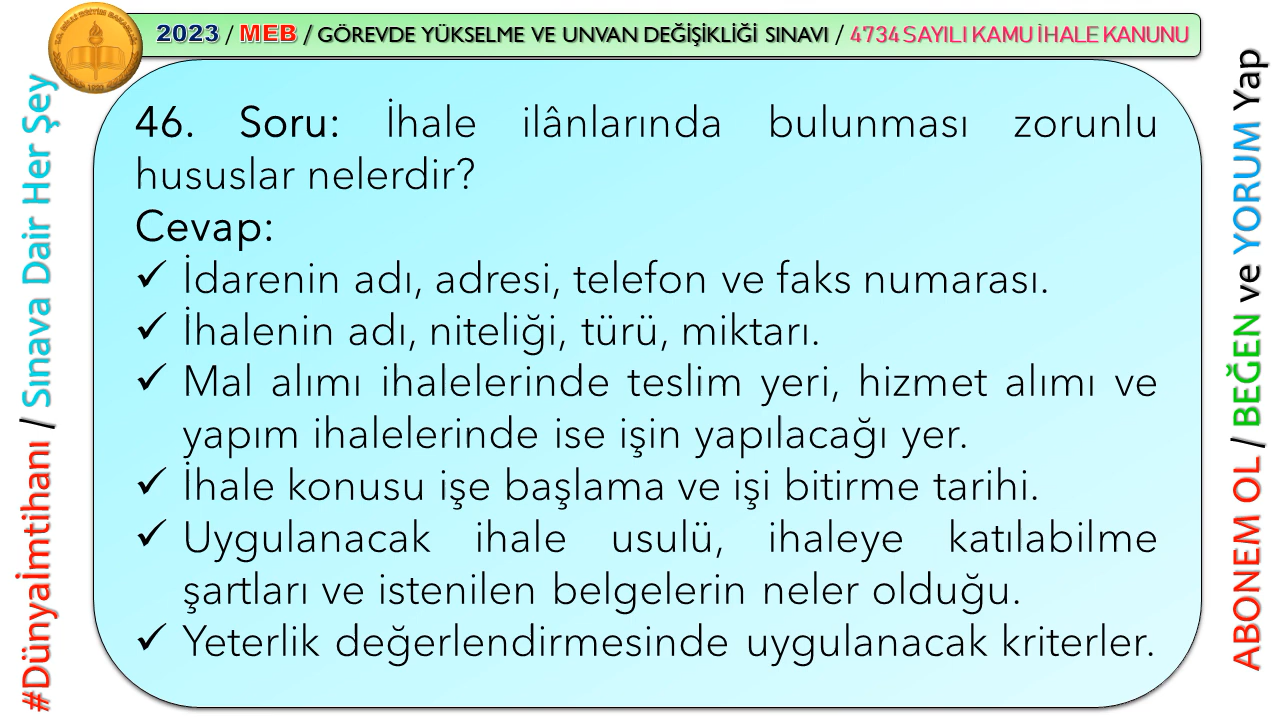 2023 / MEB / GÖREVDE YÜKSELME VE UNVAN DEĞİŞİKLİĞİ SINAVI / 4734 SAYILI KAMU İHALE KANUNU
46. Soru: İhale ilânlarında bulunması zorunlu
hususlar nelerdir?
Cevap:
✓ İdarenin adı, adresi, telefon ve faks numarası.
✓ İhalenin adı, niteliği, türü, miktarı.
✓ Mal alımı ihalelerinde teslim yeri, hizmet alımı ve
yapım ihalelerinde ise işin yapılacağı yer.
✓ İhale konusu işe başlama ve işi bitirme tarihi.
✓ Uygulanacak ihale usulü, ihaleye katılabilme
şartları ve istenilen belgelerin neler olduğu.
✓ Yeterlik değerlendirmesinde uygulanacak kriterler.
#Dünyaİmtihanı / Sınava Dair Her Şey
ABONEM OL / BEĞEN ve YORUM Yap